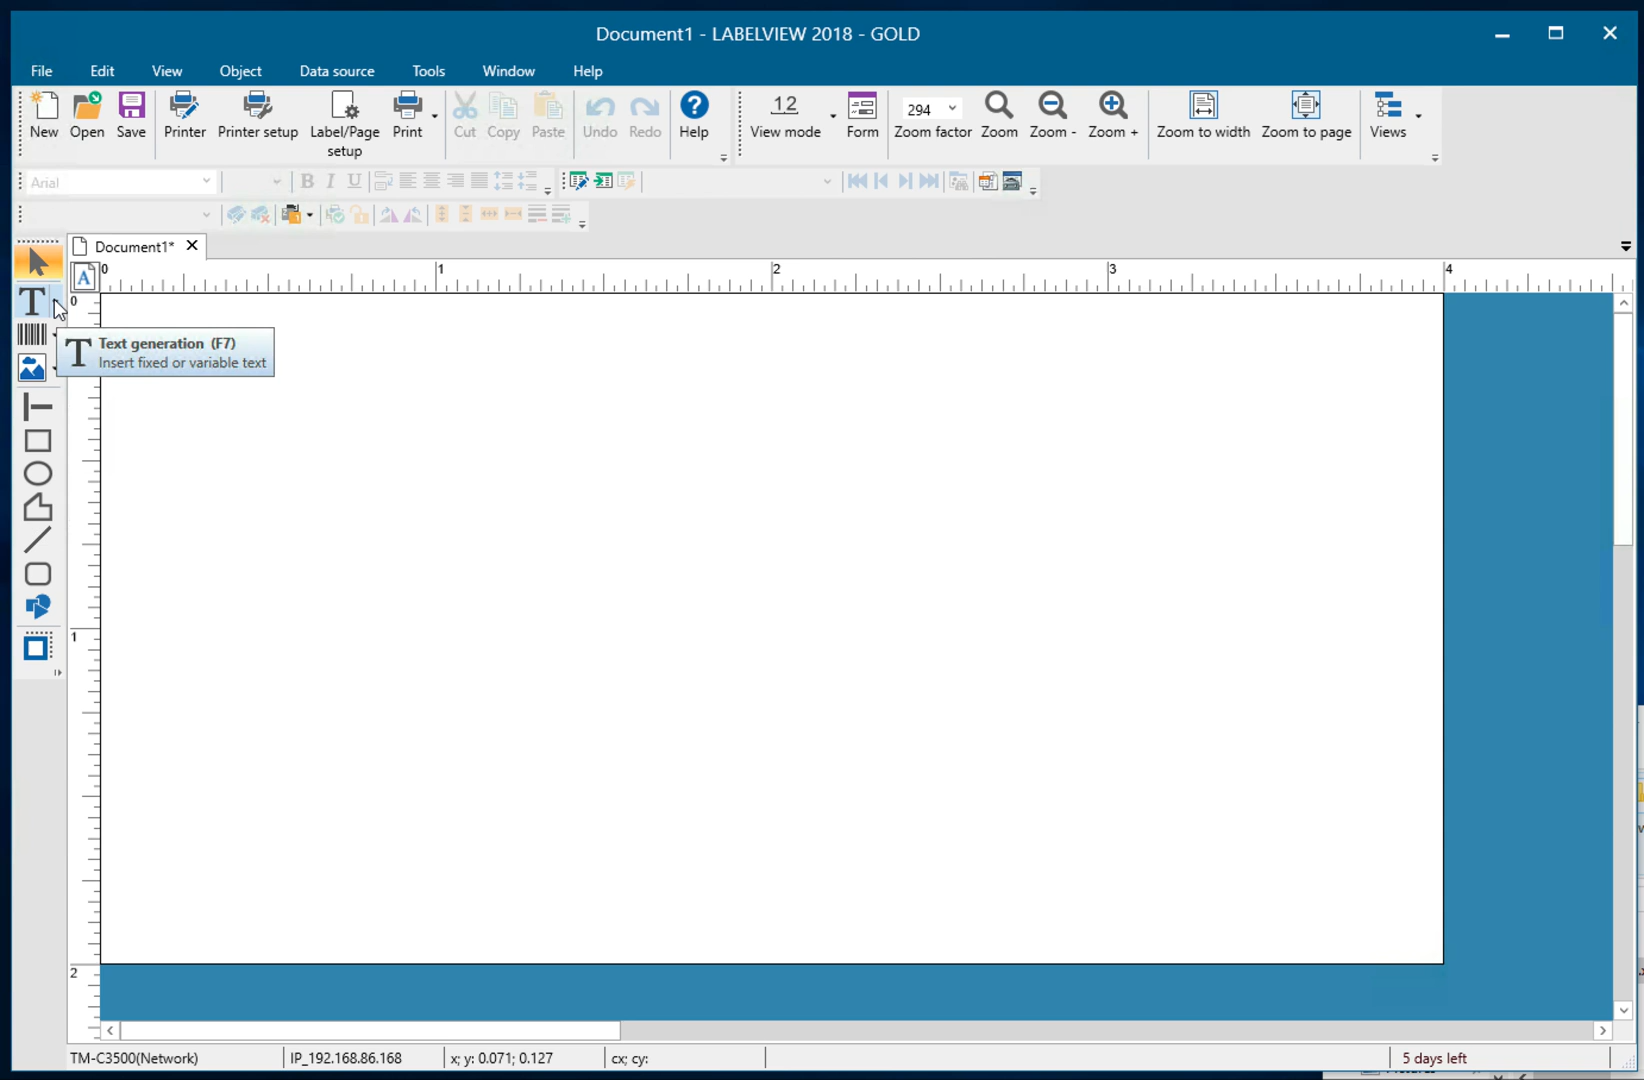 Document1 - LABELVIEW 2018 - GOLD
File Edit View Object Data source Tools Window Help
12 294
New Open Save Printer Printer setup Label/Page setup Print Cut Copy Paste Undo Redo Help View mode Form Zoom factor Zoom Zoom - Zoom + Zoom to width Zoom to page Views
Arial B I U
Document1*
A 0 1 2 3 4
T 0
Text generation (F7)
T
Insert fixed or variable text
1
2
TM-C3500(Network) IP_192.168.86.168 x; y: 0.071; 0.127 cx; cy: 5 days left